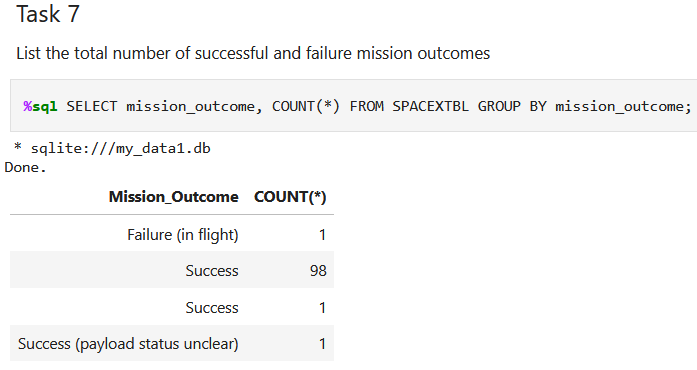 Task 7
List the total number of successful and failure mission outcomes
%sql SELECT mission_outcome, COUNT(*) FROM SPACEXTBL GROUP BY mission_outcome;
* sqlite:///my_data1.db
Done.
Mission_Outcome COUNT(*)
Failure (in flight) 1
Success 98
Success 1
Success (payload status unclear) 1